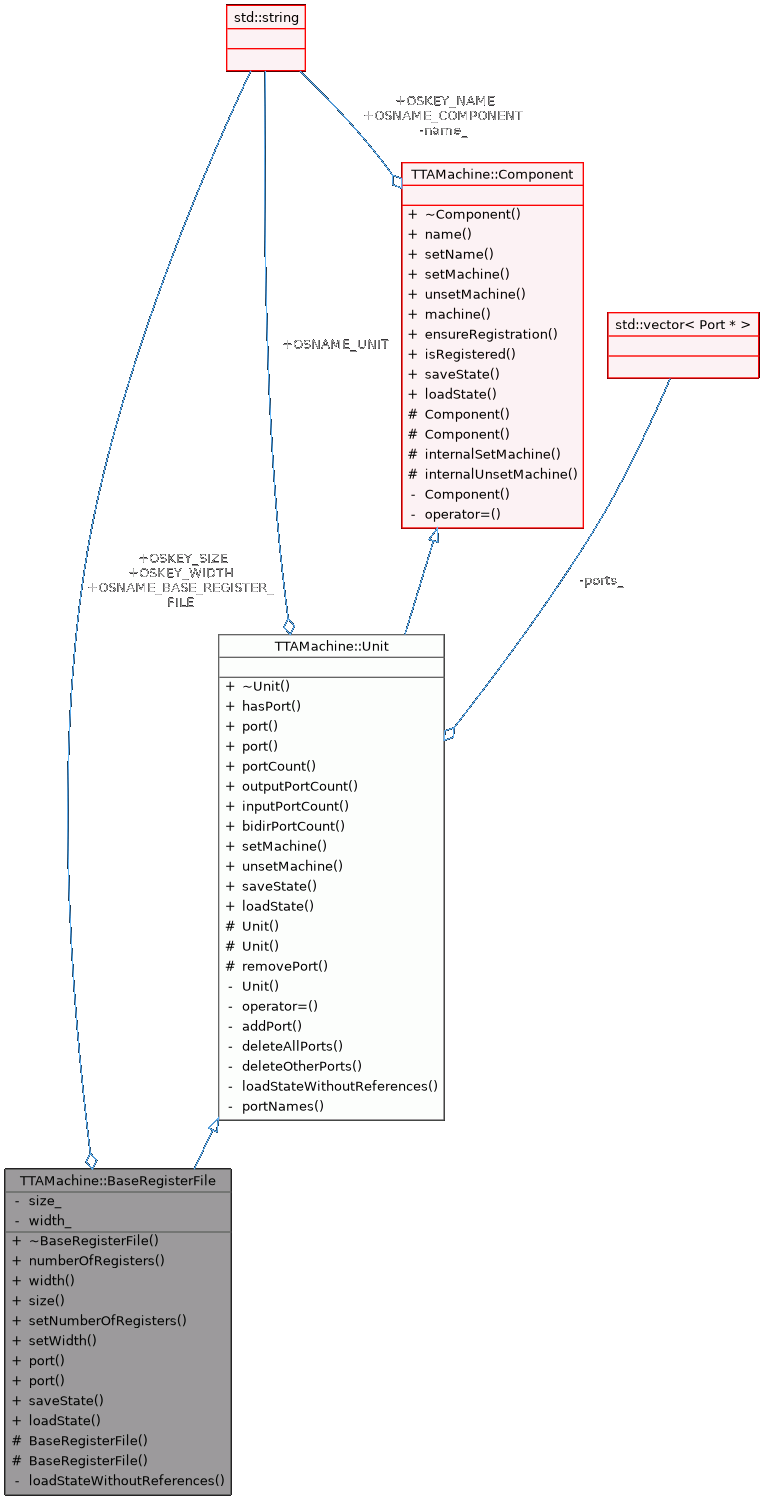 std::string
+OSKEY_NAME
+OSNAME_COMPONENT
-name_
TTAMachine::Component
+ ~Component()
+ name()
+ setName()
+ setMachine()
+ unsetMachine()
+ machine()
+ ensureRegistration()
+ isRegistered()
+ saveState()
+ loadState()
# Component()
# Component()
# internalSetMachine()
# internalUnsetMachine()
- Component()
- operator=()
std::vector< Port * >
+OSNAME_UNIT
+OSKEY_SIZE
+OSKEY_WIDTH
+OSNAME_BASE_REGISTER_
FILE
-ports_
TTAMachine::Unit
+ ~Unit()
+ hasPort()
+ port()
+ port()
+ portCount()
+ outputPortCount()
+ inputPortCount()
+ bidirPortCount()
+ setMachine()
+ unsetMachine()
+ saveState()
+ loadState()
# Unit()
# Unit()
# removePort()
- Unit()
- operator=()
- addPort()
- deleteAllPorts()
- deleteOtherPorts()
- loadStateWithoutReferences()
- portNames()
TTAMachine::BaseRegisterFile
- size_
- width_
+ ~BaseRegisterFile()
+ numberOfRegisters()
+ width()
+ size()
+ setNumberOfRegisters()
+ setWidth()
+ port()
+ port()
+ saveState()
+ loadState()
# BaseRegisterFile()
# BaseRegisterFile()
- loadStateWithoutReferences()